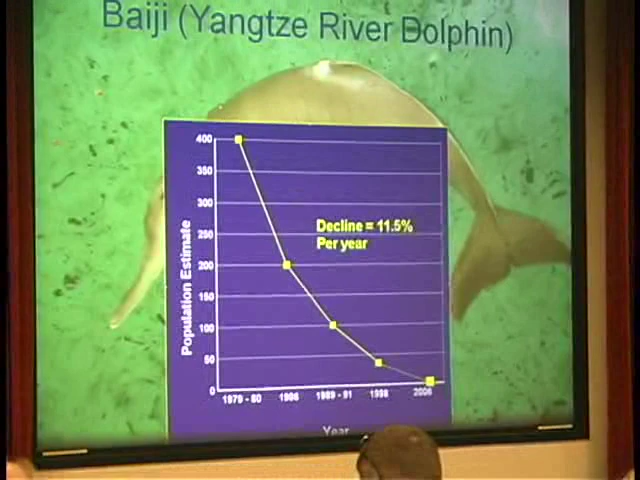 Baiji (Yangtze River Dolphin)
400
350
300
250
200
150
100
50
0
Population Estimate
Decline = 11.5%
Per year
1979 - 80 1986 1989 - 91 1998 2006
Year